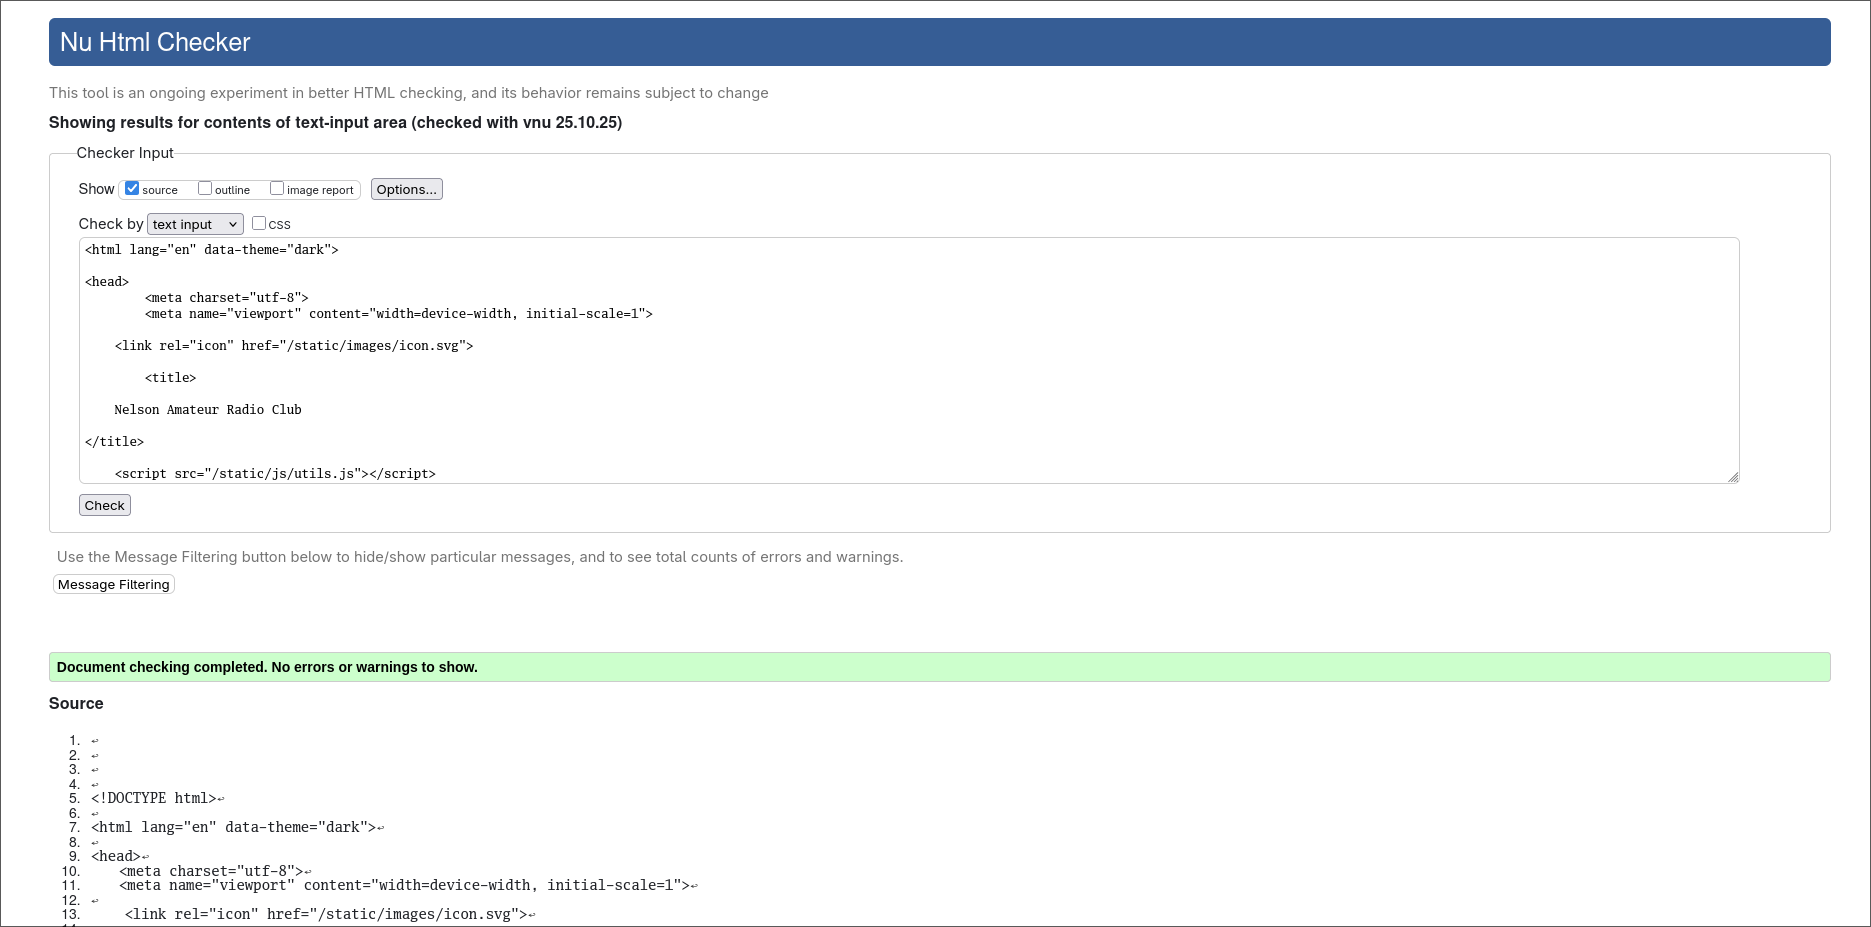 Nu Html Checker
This tool is an ongoing experiment in better HTML checking, and its behavior remains subject to change
Showing results for contents of text-input area (checked with vnu 25.10.25)
Checker Input
Show source outline image report Options...
Check by text input CSS
<html lang="en" data-theme="dark">
<head>
<meta charset="utf-8">
<meta name="viewport" content="width=device-width, initial-scale=1">
<link rel="icon" href="/static/images/icon.svg">
<title>
Nelson Amateur Radio Club
</title>
<script src="/static/js/utils.js"></script>
Check
Use the Message Filtering button below to hide/show particular messages, and to see total counts of errors and warnings.
Message Filtering
Document checking completed. No errors or warnings to show.
Source
1. ↩
2. ↩
3. ↩
4. ↩
5. <!DOCTYPE html>↩
6. ↩
7. <html lang="en" data-theme="dark">↩
8. ↩
9. <head>↩
10. <meta charset="utf-8">↩
11. <meta name="viewport" content="width=device-width, initial-scale=1">↩
12. ↩
13. <link rel="icon" href="/static/images/icon.svg">↩